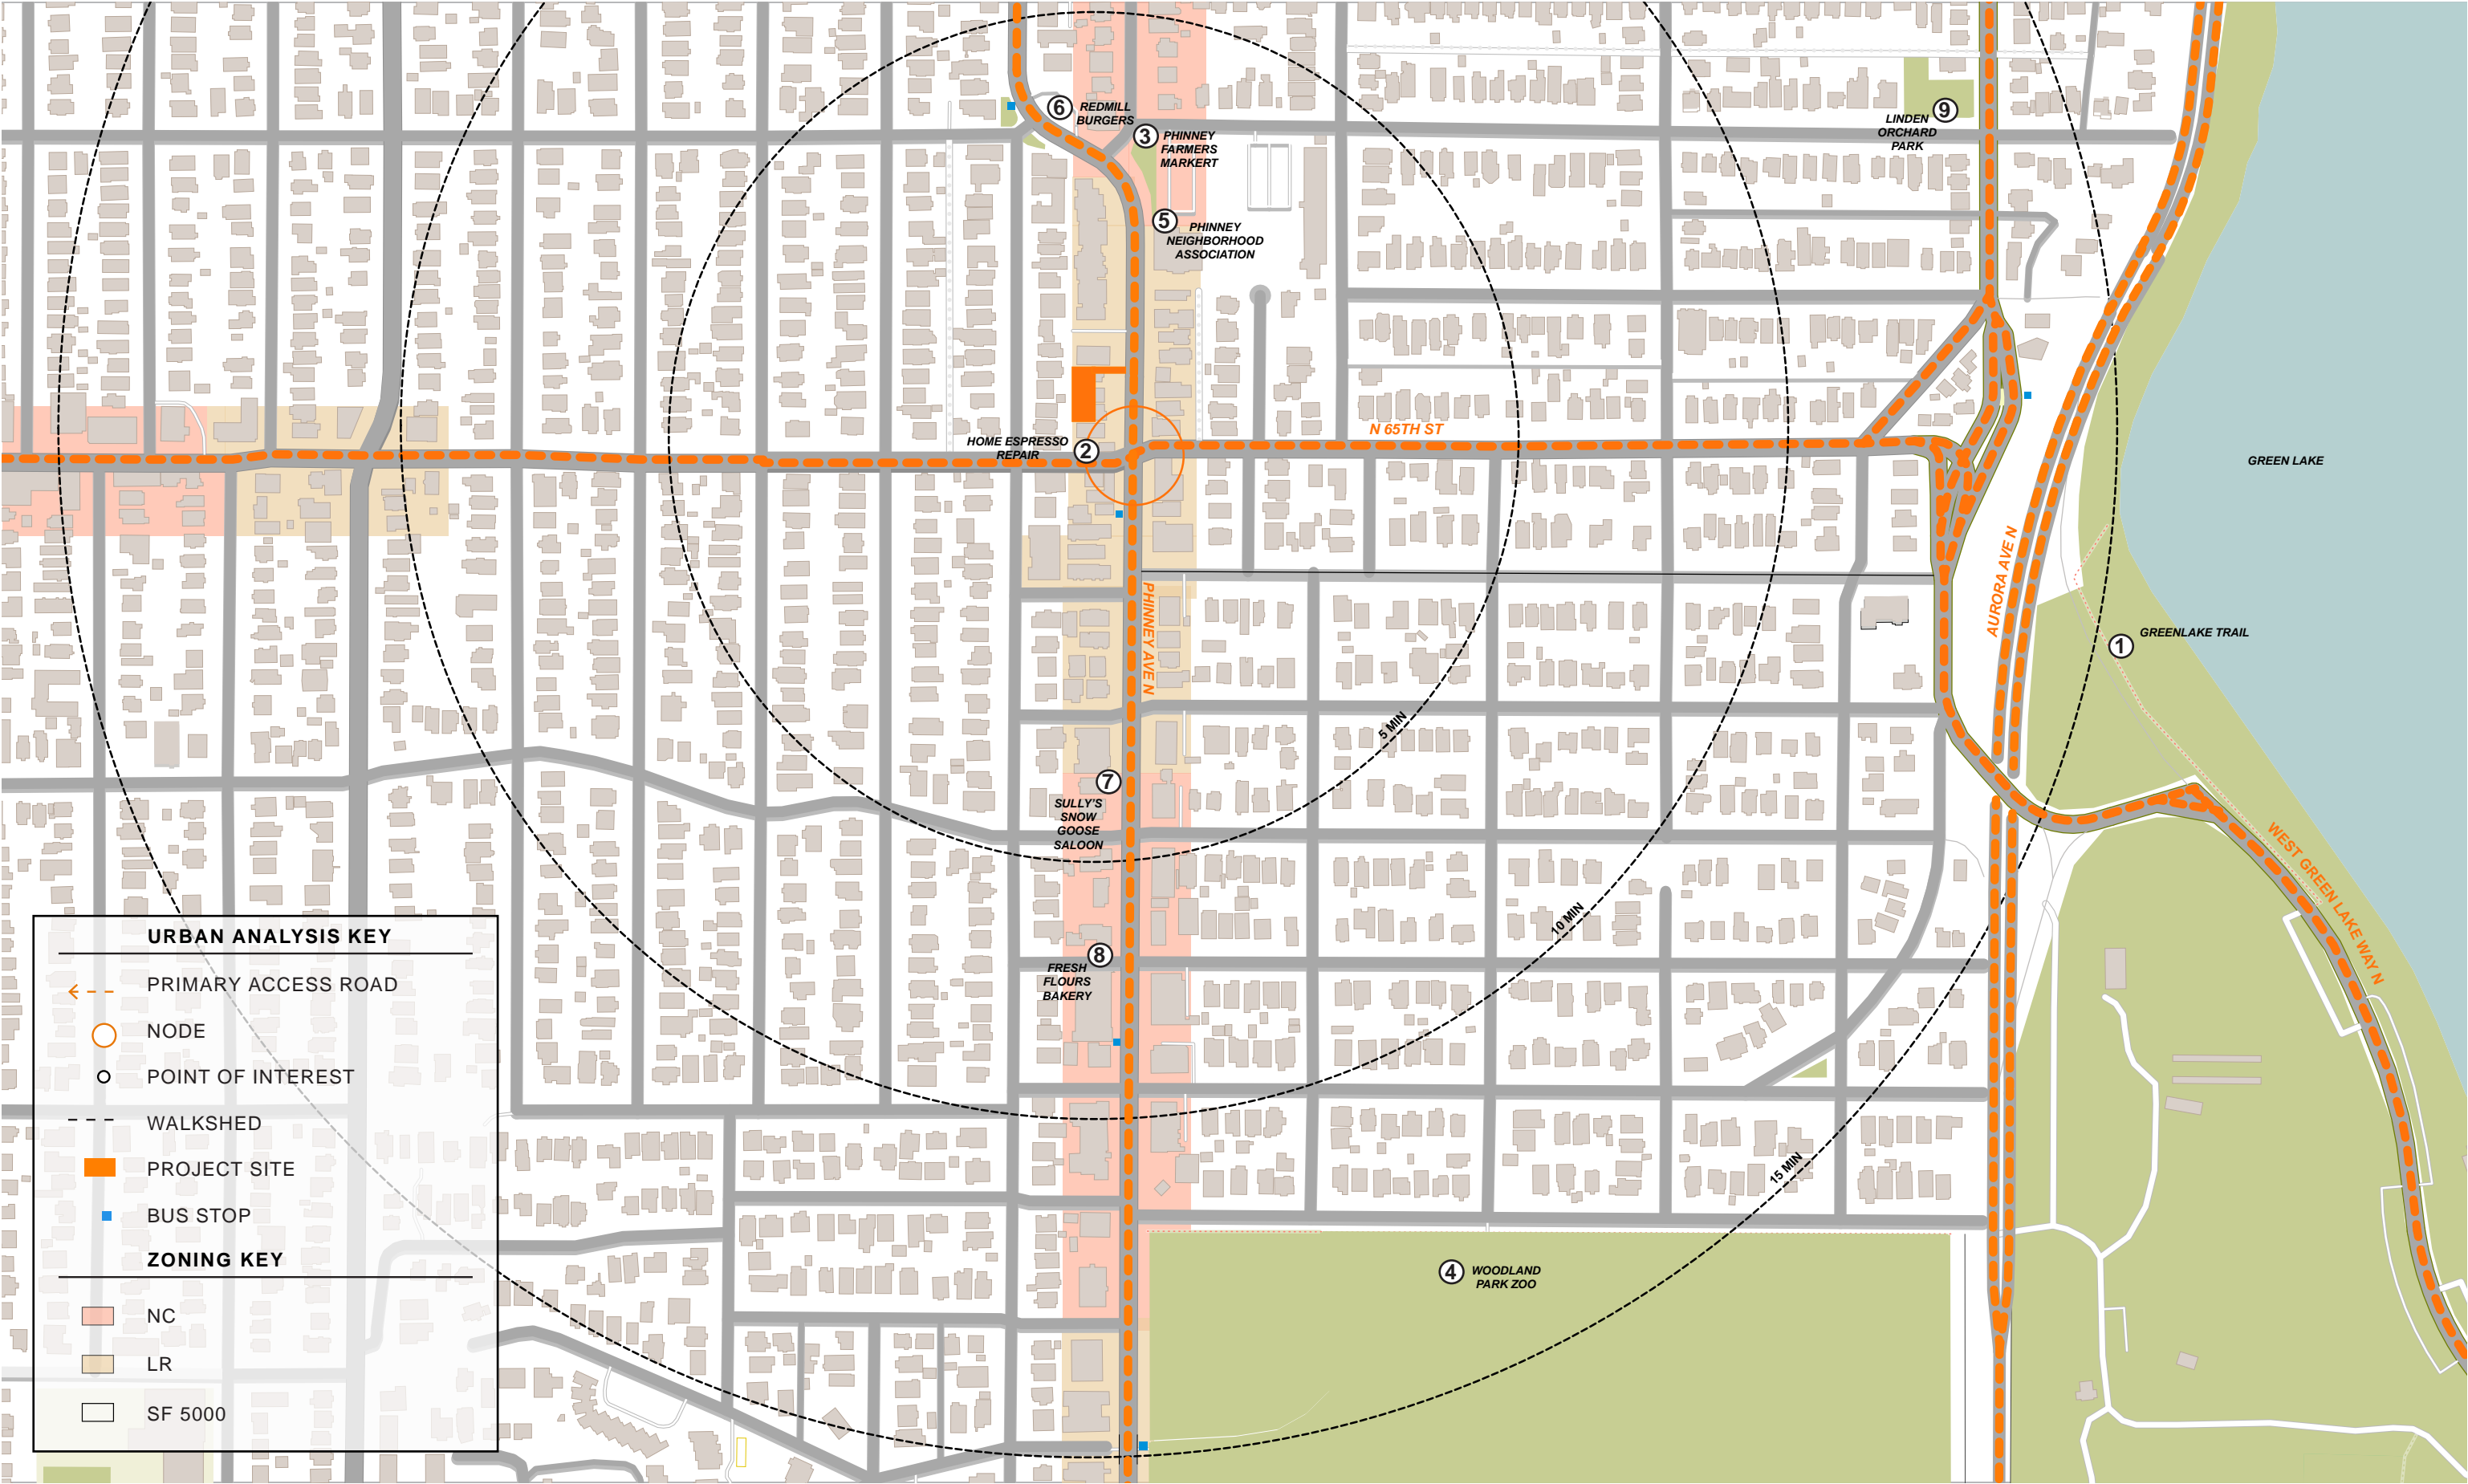 6
REDMILL
BURGERS
3
PHINNEY
FARMERS
MARKERT
9
LINDEN
ORCHARD
PARK
5
PHINNEY
NEIGHBORHOOD
ASSOCIATION
N 65TH ST
HOME ESPRESSO
REPAIR
2
GREEN LAKE
AURORA AVE N
PHINNEY AVE N
1
GREENLAKE TRAIL
5 MIN
7
SULLY'S
SNOW
GOOSE
SALOON
WEST GREEN LAKE WAY N
10 MIN
8
FRESH
FLOURS
BAKERY
15 MIN
4
WOODLAND
PARK ZOO
URBAN ANALYSIS KEY
PRIMARY ACCESS ROAD
NODE
POINT OF INTEREST
WALKSHED
PROJECT SITE
BUS STOP
ZONING KEY
NC
LR
SF 5000